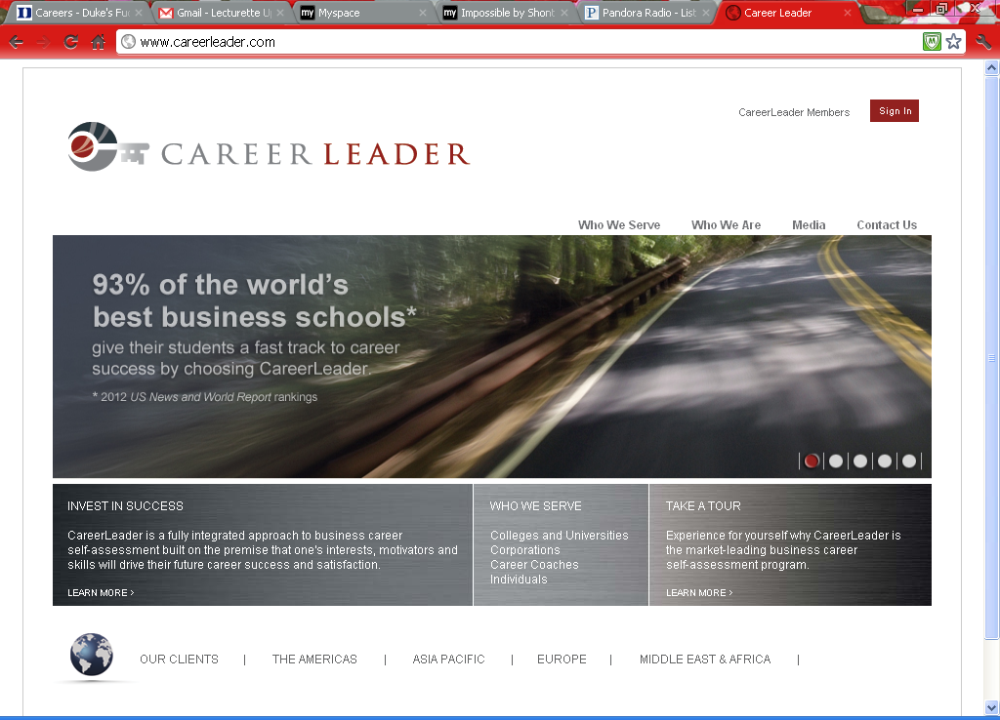 Careers - Duke's Fu
Gmail - Lecturette U
Myspace
Impossible by Shont
Pandora Radio - List
Career Leader
www.careerleader.com
CareerLeader Members
Sign In
CAREER LEADER
Who We Serve
Who We Are
Media
Contact Us
93% of the world's
best business schools*
give their students a fast track to career
success by choosing CareerLeader.
* 2012 US News and World Report rankings
INVEST IN SUCCESS
CareerLeader is a fully integrated approach to business career
self-assessment built on the premise that one's interests, motivators and
skills will drive their future career success and satisfaction.
LEARN MORE >
WHO WE SERVE
Colleges and Universities
Corporations
Career Coaches
Individuals
TAKE A TOUR
Experience for yourself why CareerLeader is
the market-leading business career
self-assessment program.
LEARN MORE >
OUR CLIENTS | THE AMERICAS | ASIA PACIFIC | EUROPE | MIDDLE EAST & AFRICA |